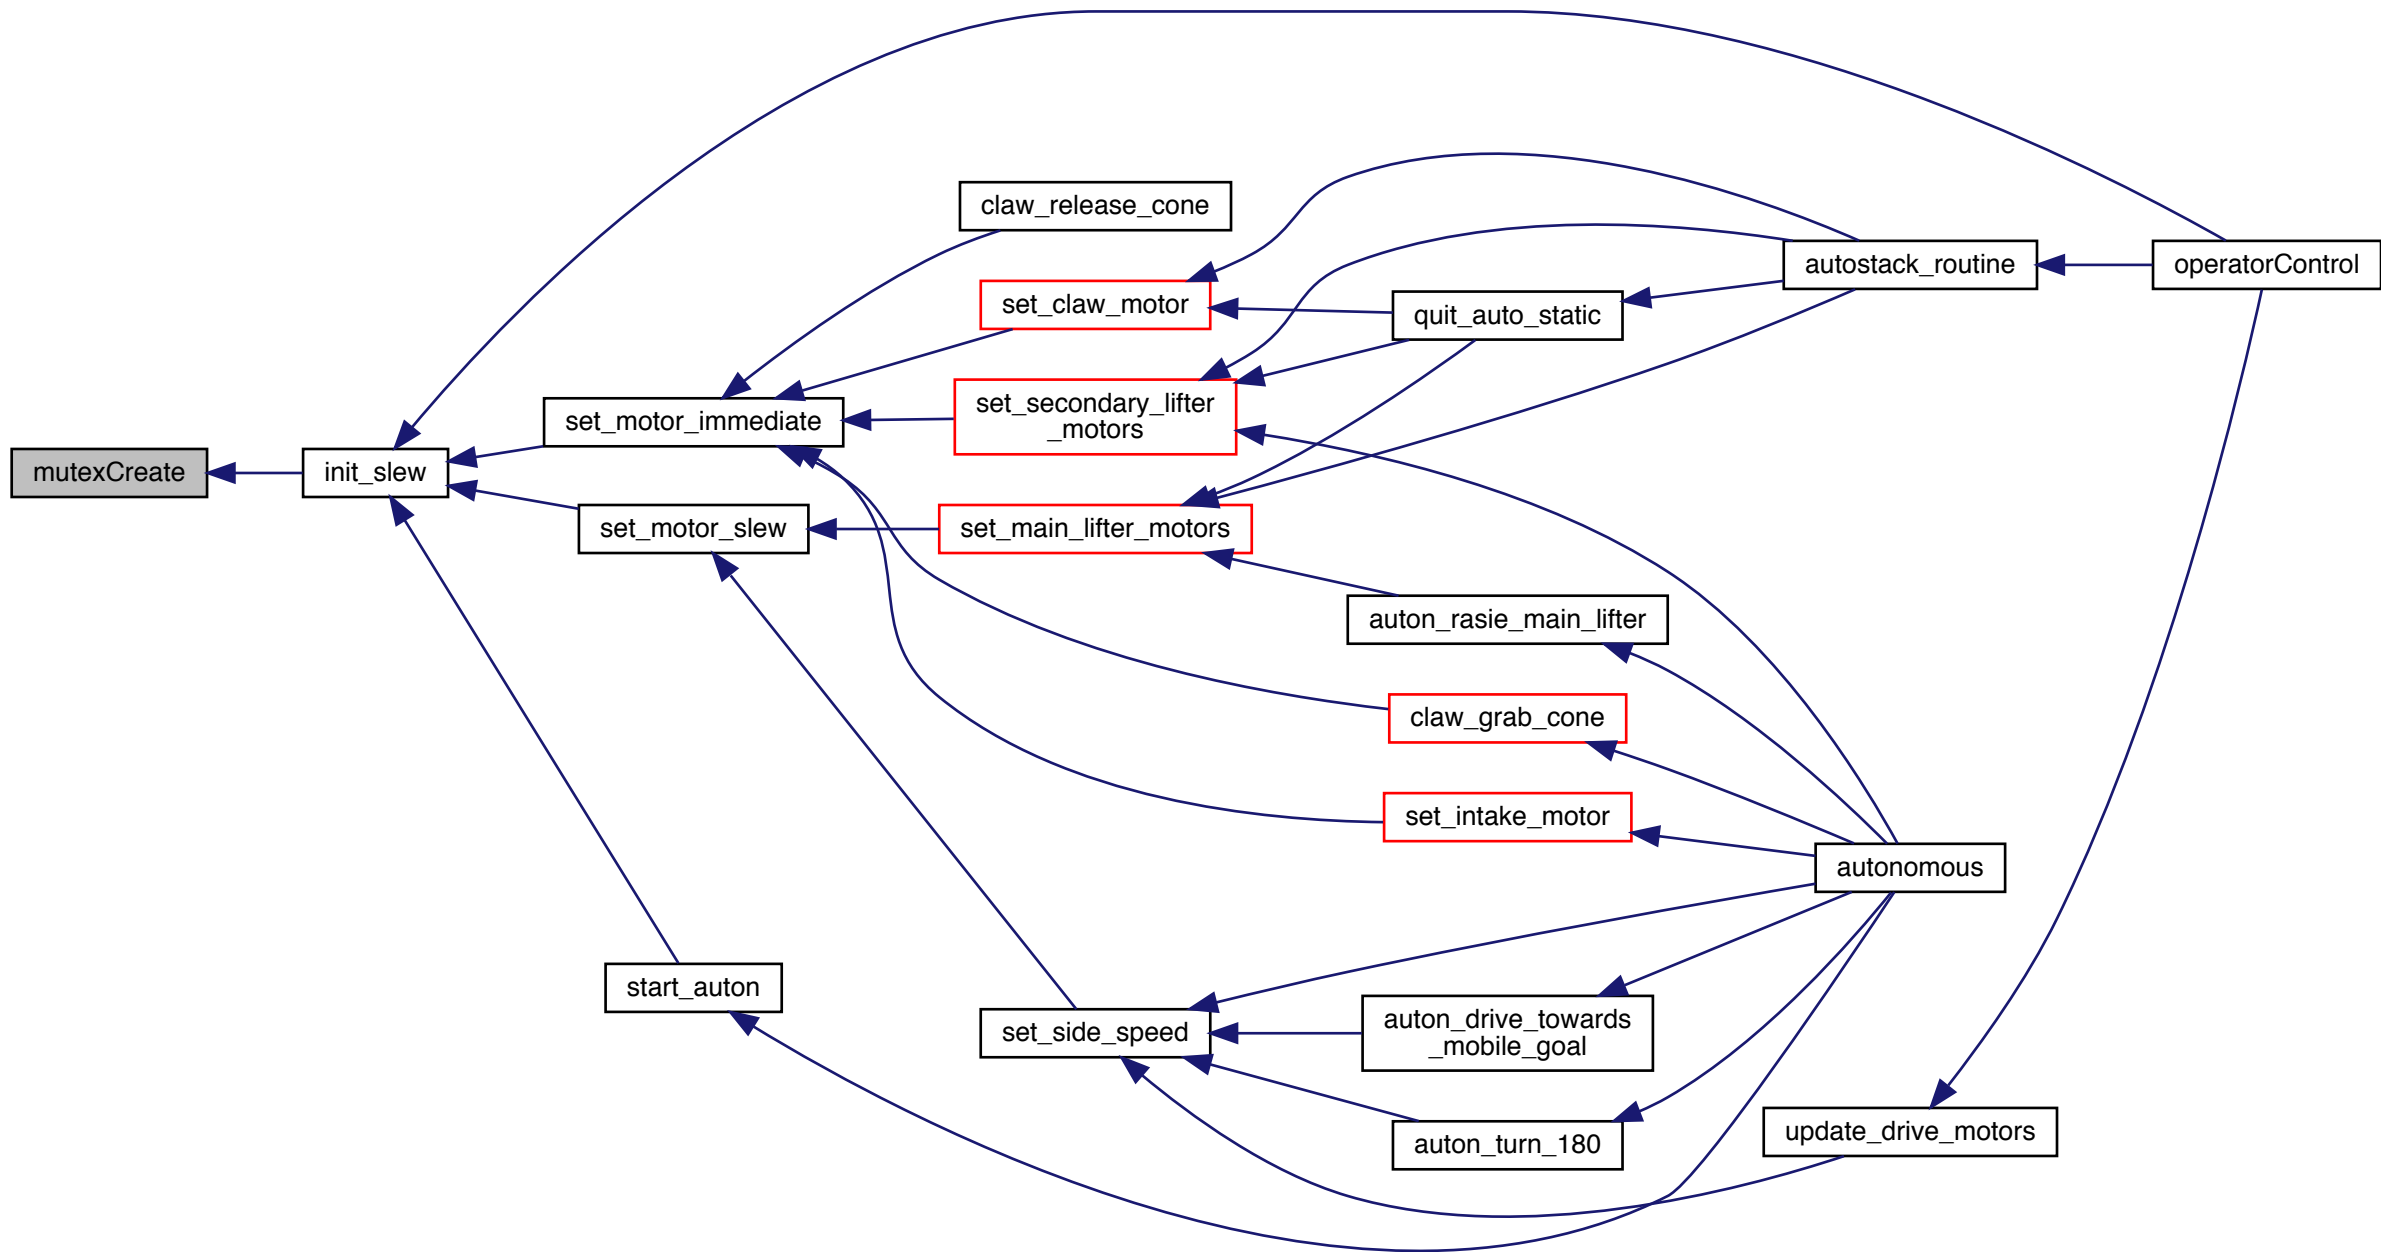 claw_release_cone
set_claw_motor
autostack_routine
operatorControl
quit_auto_static
set_secondary_lifter
_motors
set_motor_immediate
mutexCreate
init_slew
set_motor_slew
set_main_lifter_motors
auton_rasie_main_lifter
claw_grab_cone
set_intake_motor
autonomous
start_auton
set_side_speed
auton_drive_towards
_mobile_goal
auton_turn_180
update_drive_motors